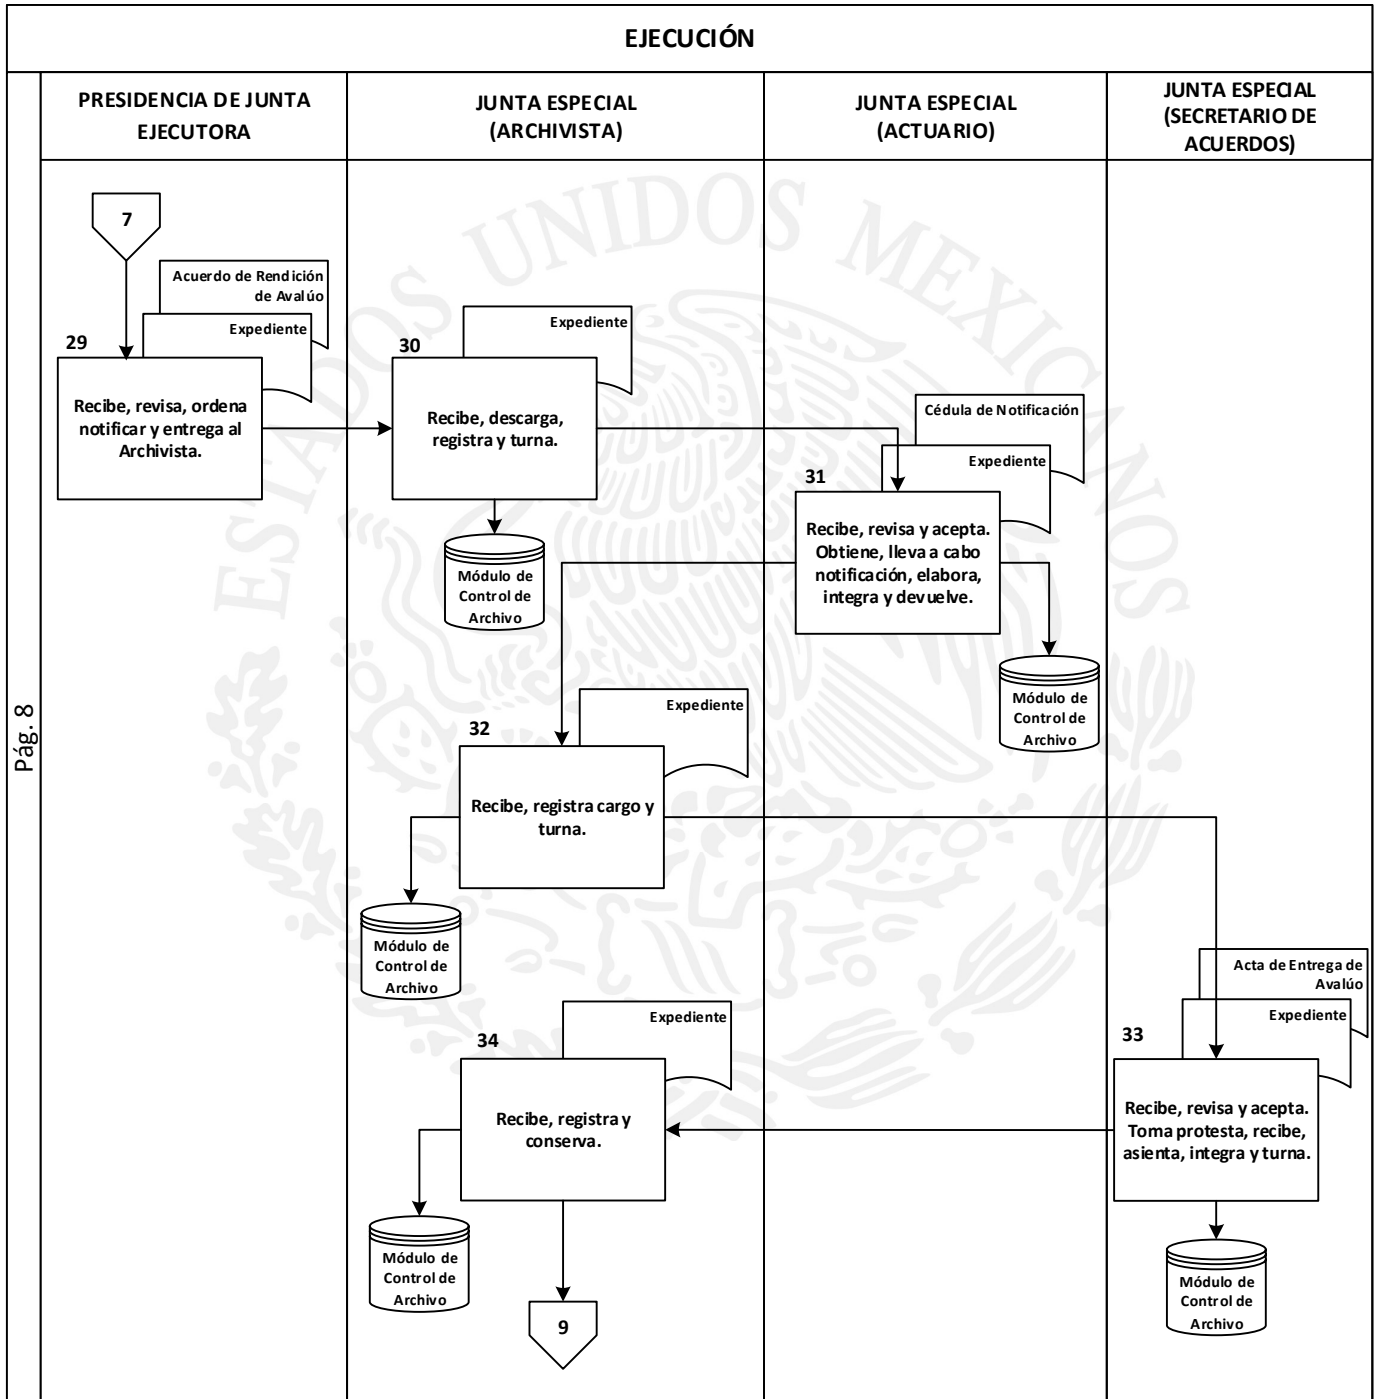 EJECUCIÓN
PRESIDENCIA DE JUNTA
EJECUTORA
JUNTA ESPECIAL
(ARCHIVISTA)
JUNTA ESPECIAL
(ACTUARIO)
JUNTA ESPECIAL
(SECRETARIO DE
ACUERDOS)
Pág. 8
ESTADOS UNIDOS MEXICANOS
7
Acuerdo de Rendición
de Avalúo
Expediente
29
Recibe, revisa, ordena
notificar y entrega al
Archivista.
Expediente
30
Recibe, descarga,
registra y turna.
Módulo de
Control de
Archivo
Cédula de Notificación
Expediente
31
Recibe, revisa y acepta.
Obtiene, lleva a cabo
notificación, elabora,
integra y devuelve.
Módulo de
Control de
Archivo
Expediente
32
Recibe, registra cargo y
turna.
Módulo de
Control de
Archivo
Acta de Entrega de
Avalúo
Expediente
33
Recibe, revisa y acepta.
Toma protesta, recibe,
asienta, integra y turna.
Módulo de
Control de
Archivo
Expediente
34
Recibe, registra y
conserva.
Módulo de
Control de
Archivo
9